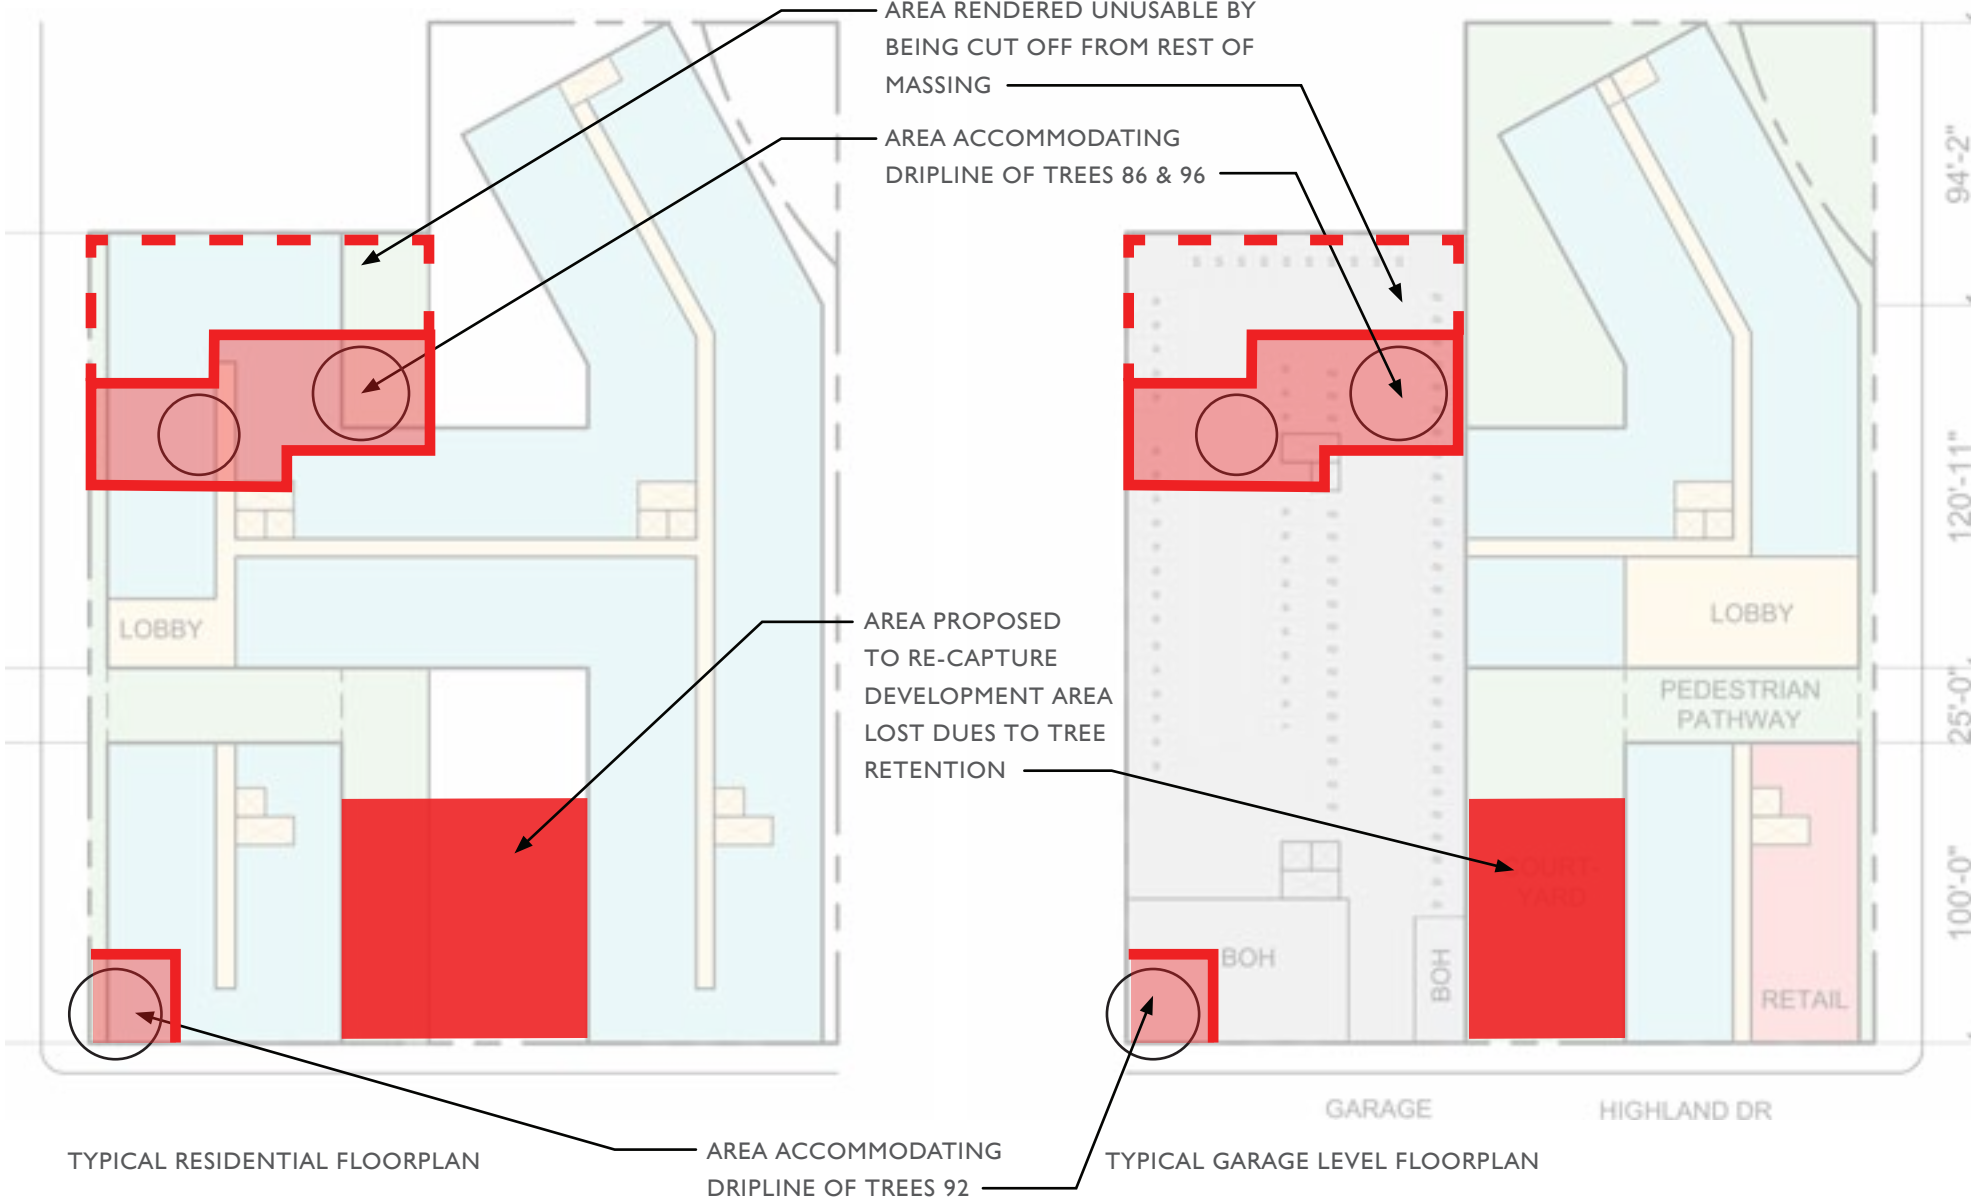 AREA RENDERED UNUSABLE BY
BEING CUT OFF FROM REST OF
MASSING
AREA ACCOMMODATING
DRIPLINE OF TREES 86 & 96
94'-2"
120'-11"
LOBBY
AREA PROPOSED
TO RE-CAPTURE
DEVELOPMENT AREA
LOST DUES TO TREE
RETENTION
LOBBY
PEDESTRIAN
PATHWAY
25'-0"
COURT-
YARD
100'-0"
BOH
BOH
RETAIL
GARAGE
HIGHLAND DR
TYPICAL RESIDENTIAL FLOORPLAN
AREA ACCOMMODATING
DRIPLINE OF TREES 92
TYPICAL GARAGE LEVEL FLOORPLAN